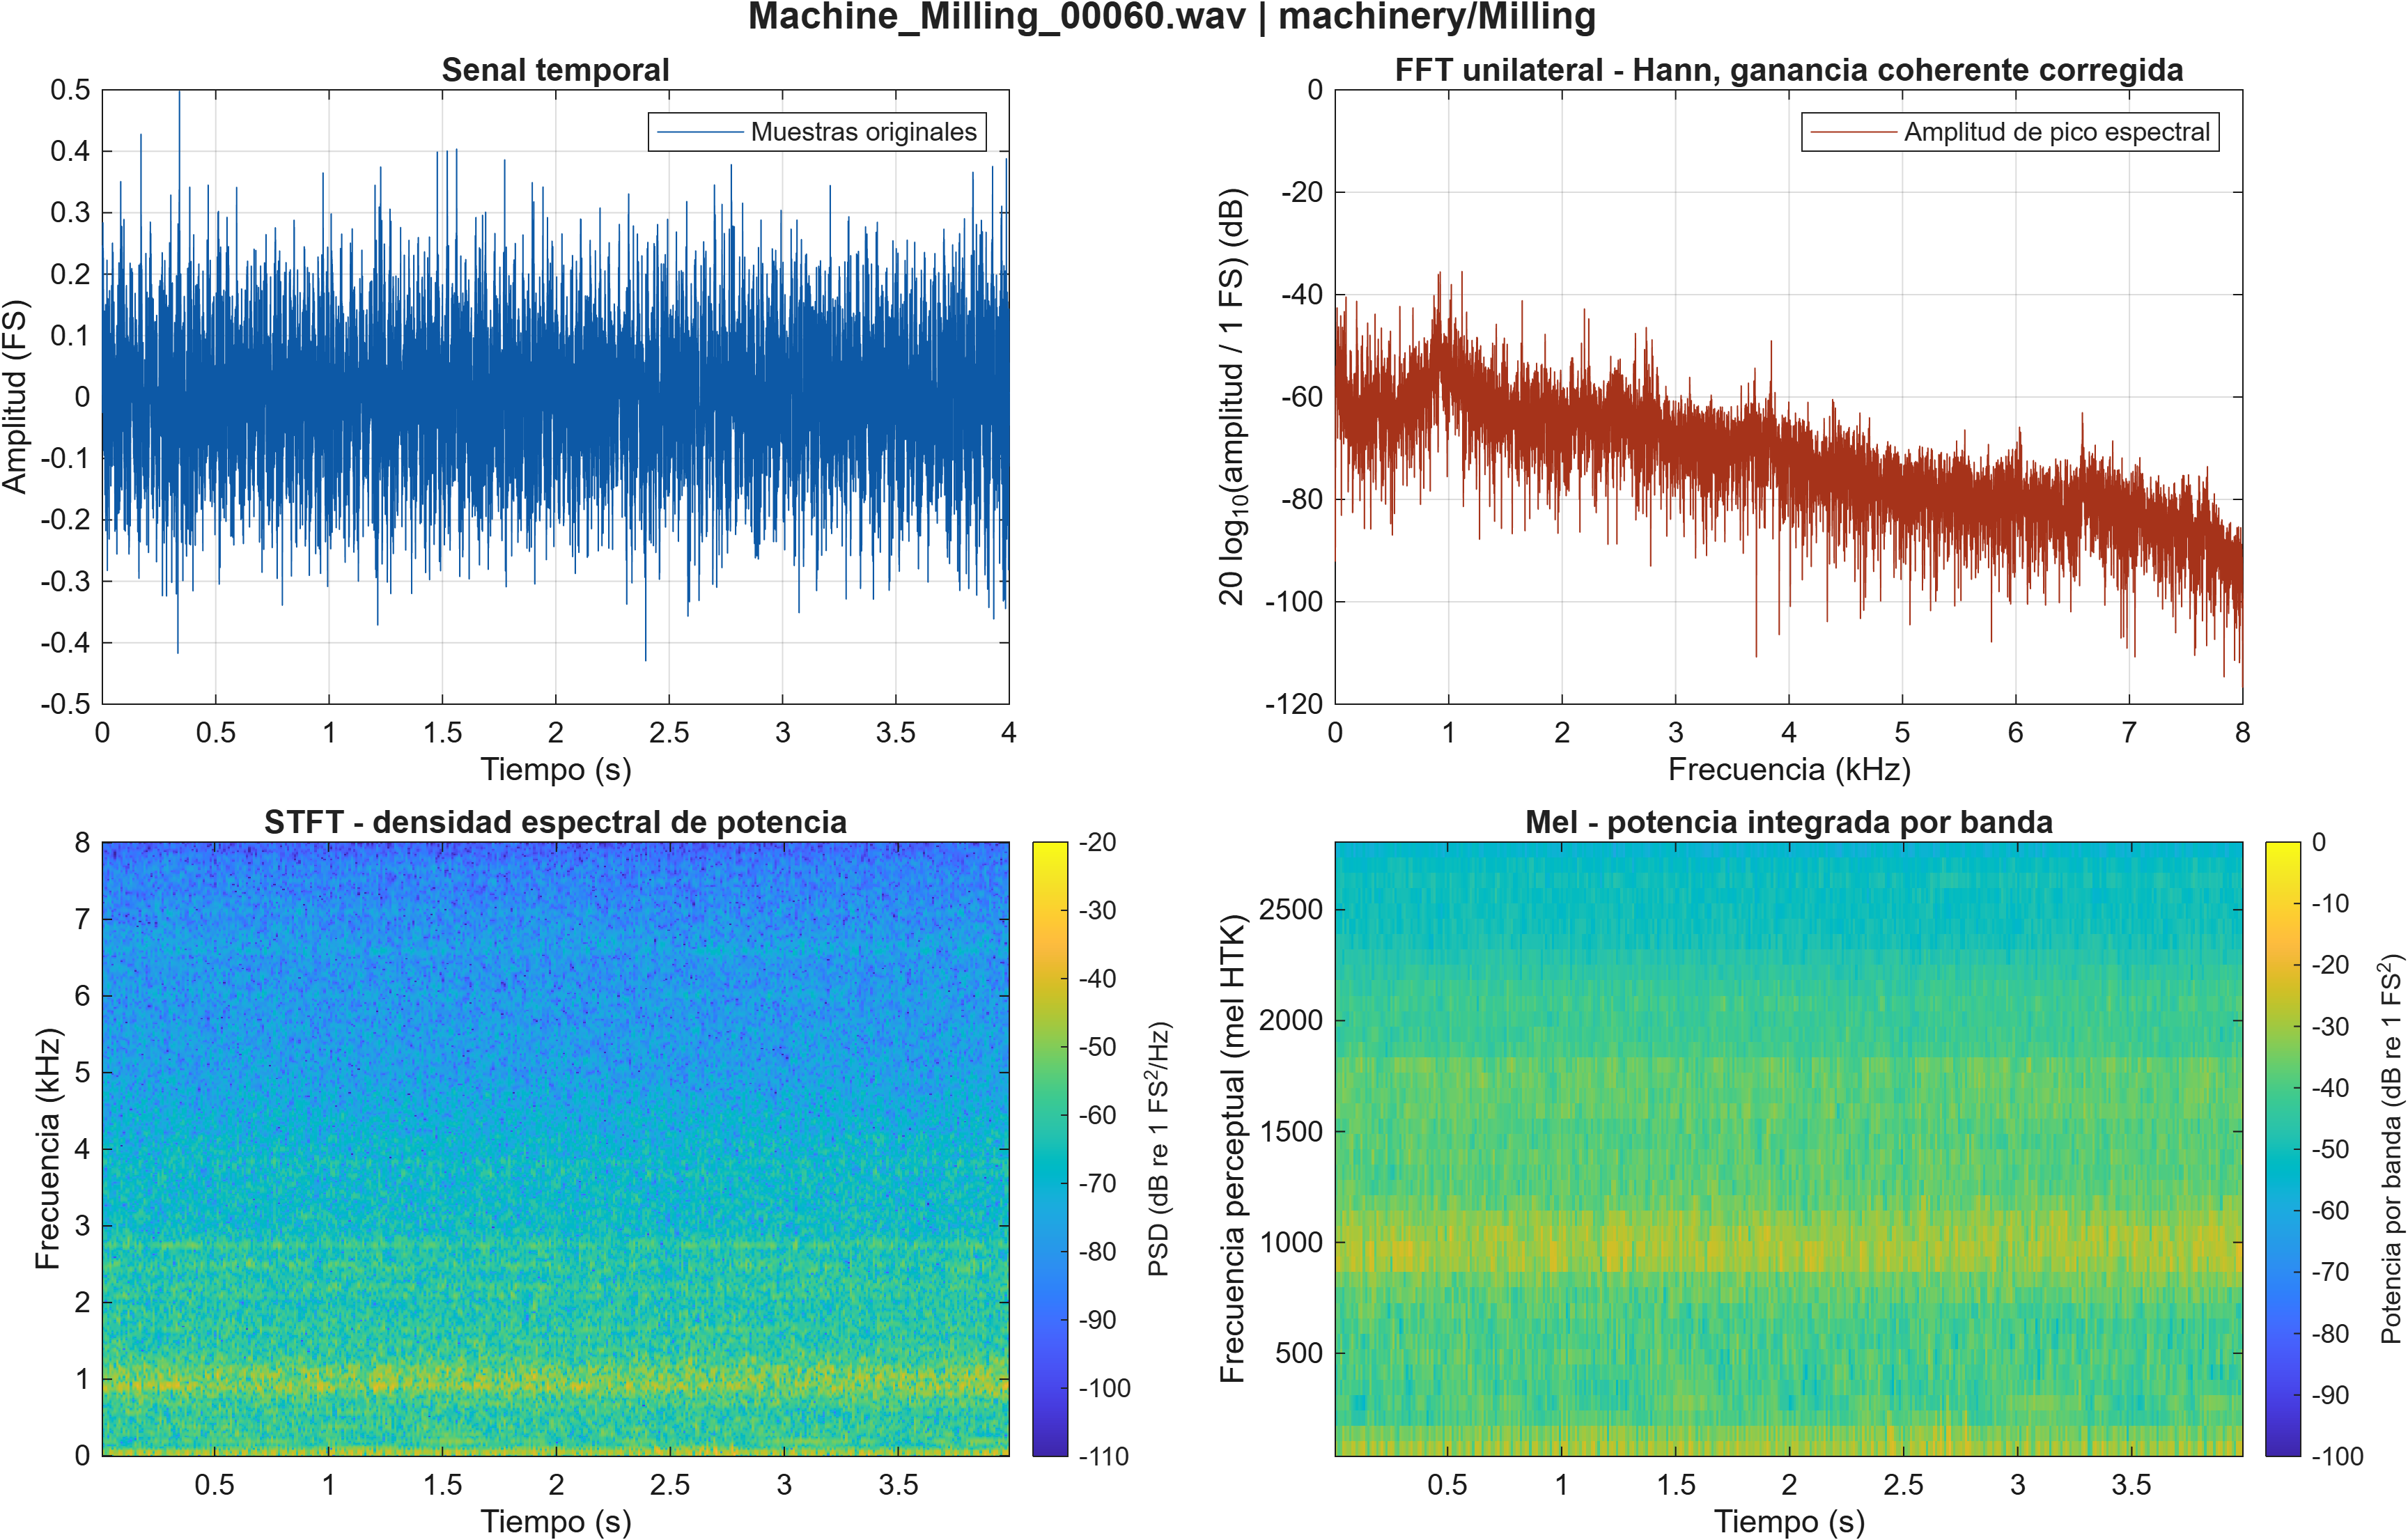 Machine_Milling_00060.wav | machinery/Milling
Senal temporal
Amplitud (FS)
0.5
0.4
0.3
0.2
0.1
0
-0.1
-0.2
-0.3
-0.4
-0.5
Muestras originales
0 0.5 1 1.5 2 2.5 3 3.5 4
Tiempo (s)
FFT unilateral - Hann, ganancia coherente corregida
20 log10(amplitud / 1 FS) (dB)
0
-20
-40
-60
-80
-100
-120
Amplitud de pico espectral
0 1 2 3 4 5 6 7 8
Frecuencia (kHz)
STFT - densidad espectral de potencia
Frecuencia (kHz)
8
7
6
5
4
3
2
1
0
0.5 1 1.5 2 2.5 3 3.5
Tiempo (s)
-20
-30
-40
-50
-60
-70
-80
-90
-100
-110
PSD (dB re 1 FS²/Hz)
Mel - potencia integrada por banda
Frecuencia perceptual (mel HTK)
2500
2000
1500
1000
500
0.5 1 1.5 2 2.5 3 3.5
Tiempo (s)
0
-10
-20
-30
-40
-50
-60
-70
-80
-90
-100
Potencia por banda (dB re 1 FS²)